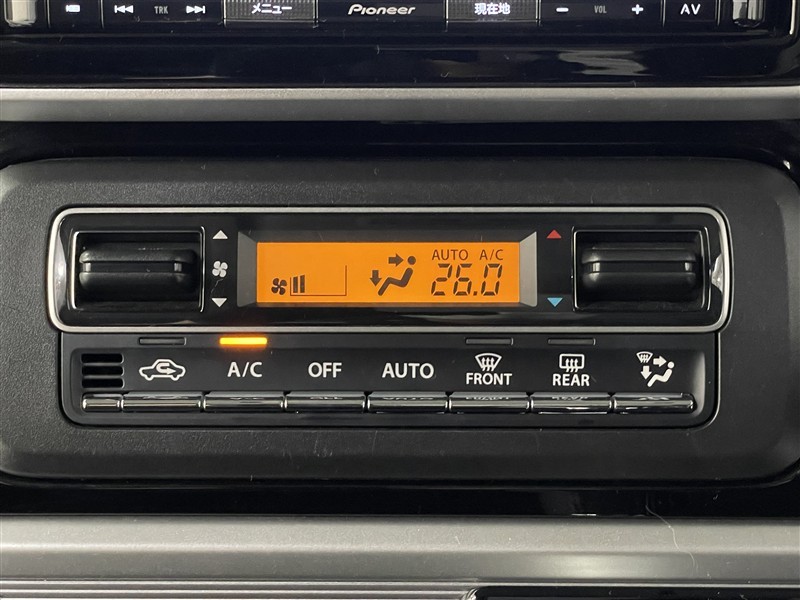 TRK メニュー Pioneer 現在地 − VOL + AV
AUTO A/C
26.0
A/C OFF AUTO FRONT REAR